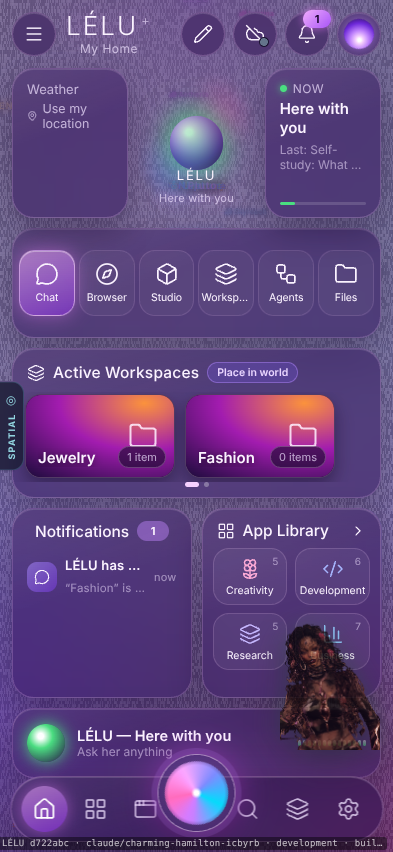 LÉLU +
My Home
1
Weather
Use my
location
LÉLU
Here with you
NOW
Here with
you
Last: Self-
study: What ...
Chat
Browser
Studio
Worksp...
Agents
Files
Active Workspaces
Place in world
SPATIAL
Jewelry
1 item
Fashion
0 items
Notifications
1
LÉLU has ...
now
“Fashion” is ...
App Library
5
Creativity
6
Development
5
Research
7
LÉLU — Here with you
Ask her anything
LÉLU d722abc · claude/charming-hamilton-icbyrb · development · buil…